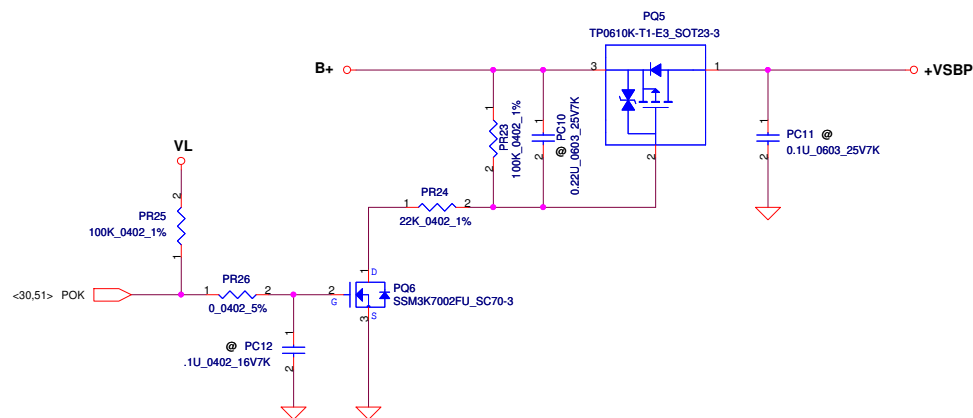 PQ5
TP0610K-T1-E3_SOT23-3
B+
3
1
+VSBP
1
PR23
100K_0402_1%
2
1
@ PC10
0.22U_0603_25V7K
2
2
1
PC11 @
0.1U_0603_25V7K
2
VL
2
PR25
100K_0402_1%
1
PR24
1
2
22K_0402_1%
<30,51> POK
PR26
1
2
0_0402_5%
1
D
2
G
PQ6
SSM3K7002FU_SC70-3
S
3
1
@ PC12
.1U_0402_16V7K
2